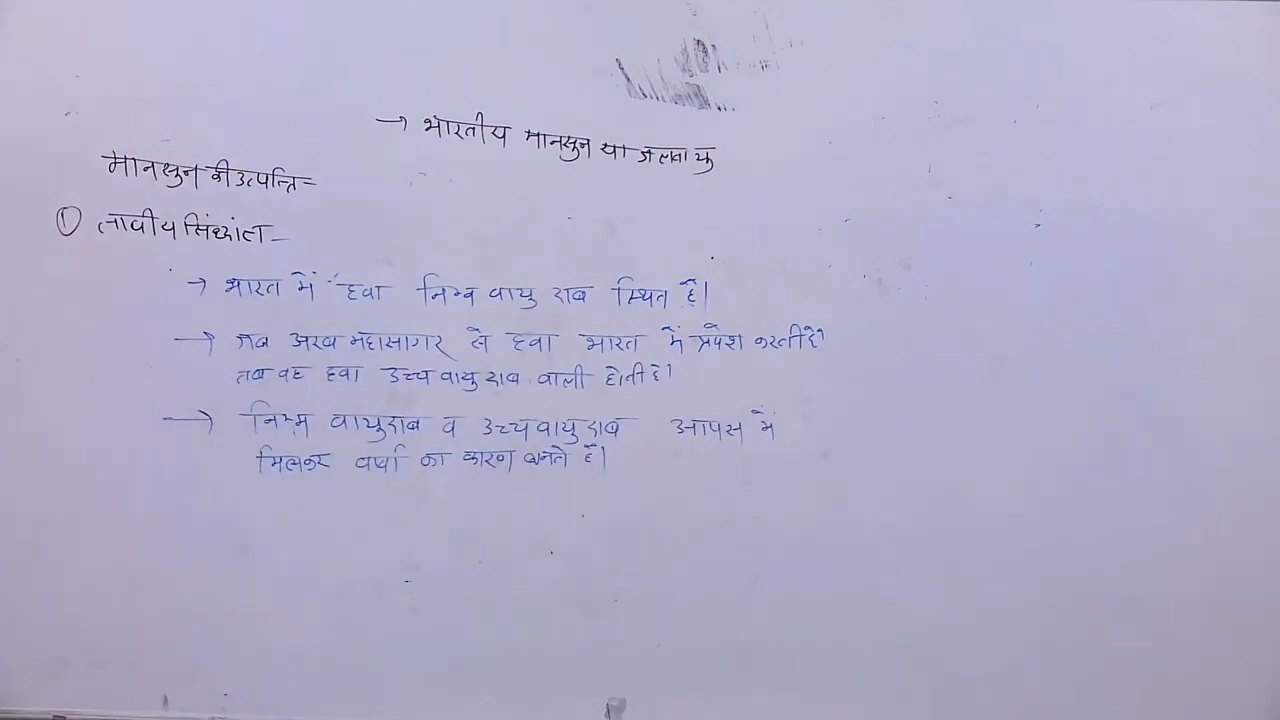 → भारतीय मानसुन या जलवायु
मानसुन की उत्पत्ति-
① तापीय सिध्धांत-
→ भारत में हवा निम्न वायु दाब स्थित है।
→ जब अरब महासागर से हवा भारत में प्रवेश करती है
तब वह हवा उच्च वायु दाब वाली होती है।
→ निम्न वायुदाब व उच्च वायु दाब आपस में
मिलकर वर्षा का कारण बनते हैं।